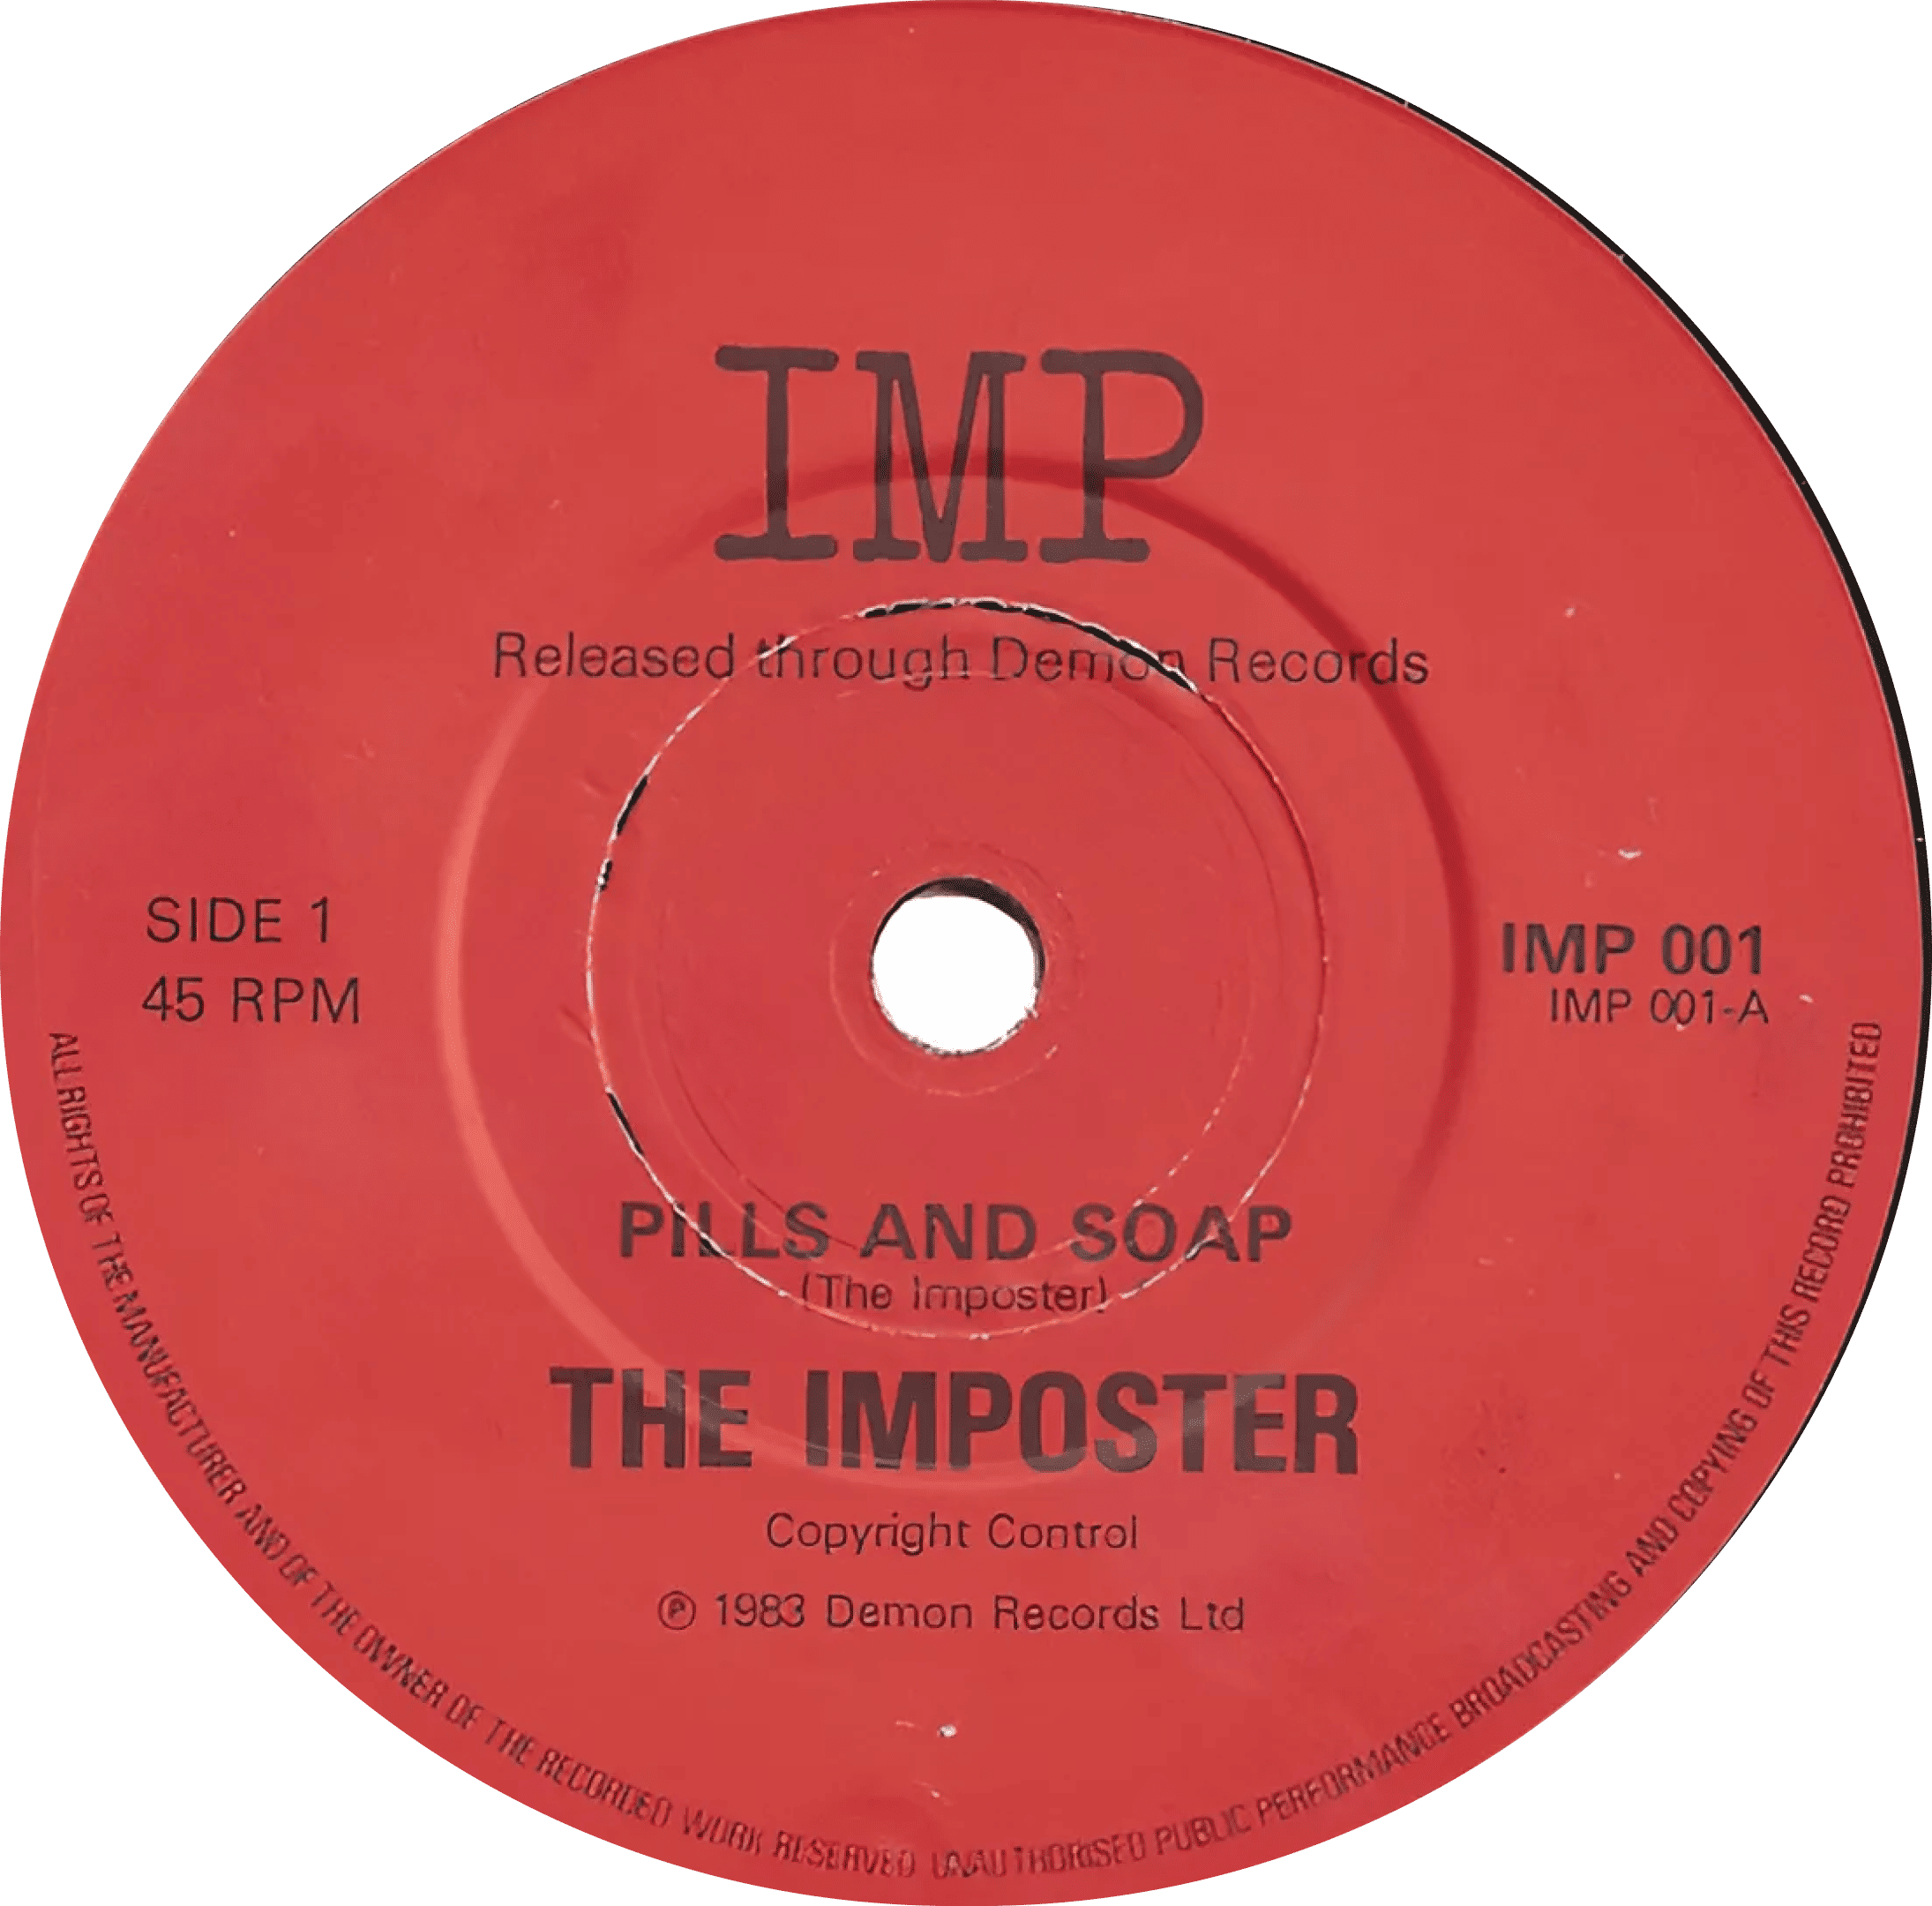 IMP
Released through Demon Records
SIDE 1
45 RPM
IMP 001
IMP 001-A
PILLS AND SOAP
(The Imposter)
THE IMPOSTER
Copyright Control
Ⓟ 1983 Demon Records Ltd
ALL RIGHTS OF THE MANUFACTURER AND OF THE OWNER OF THE RECORDED WORK RESERVED UNAUTHORISED PUBLIC PERFORMANCE BROADCASTING AND COPYING OF THIS RECORD PROHIBITED